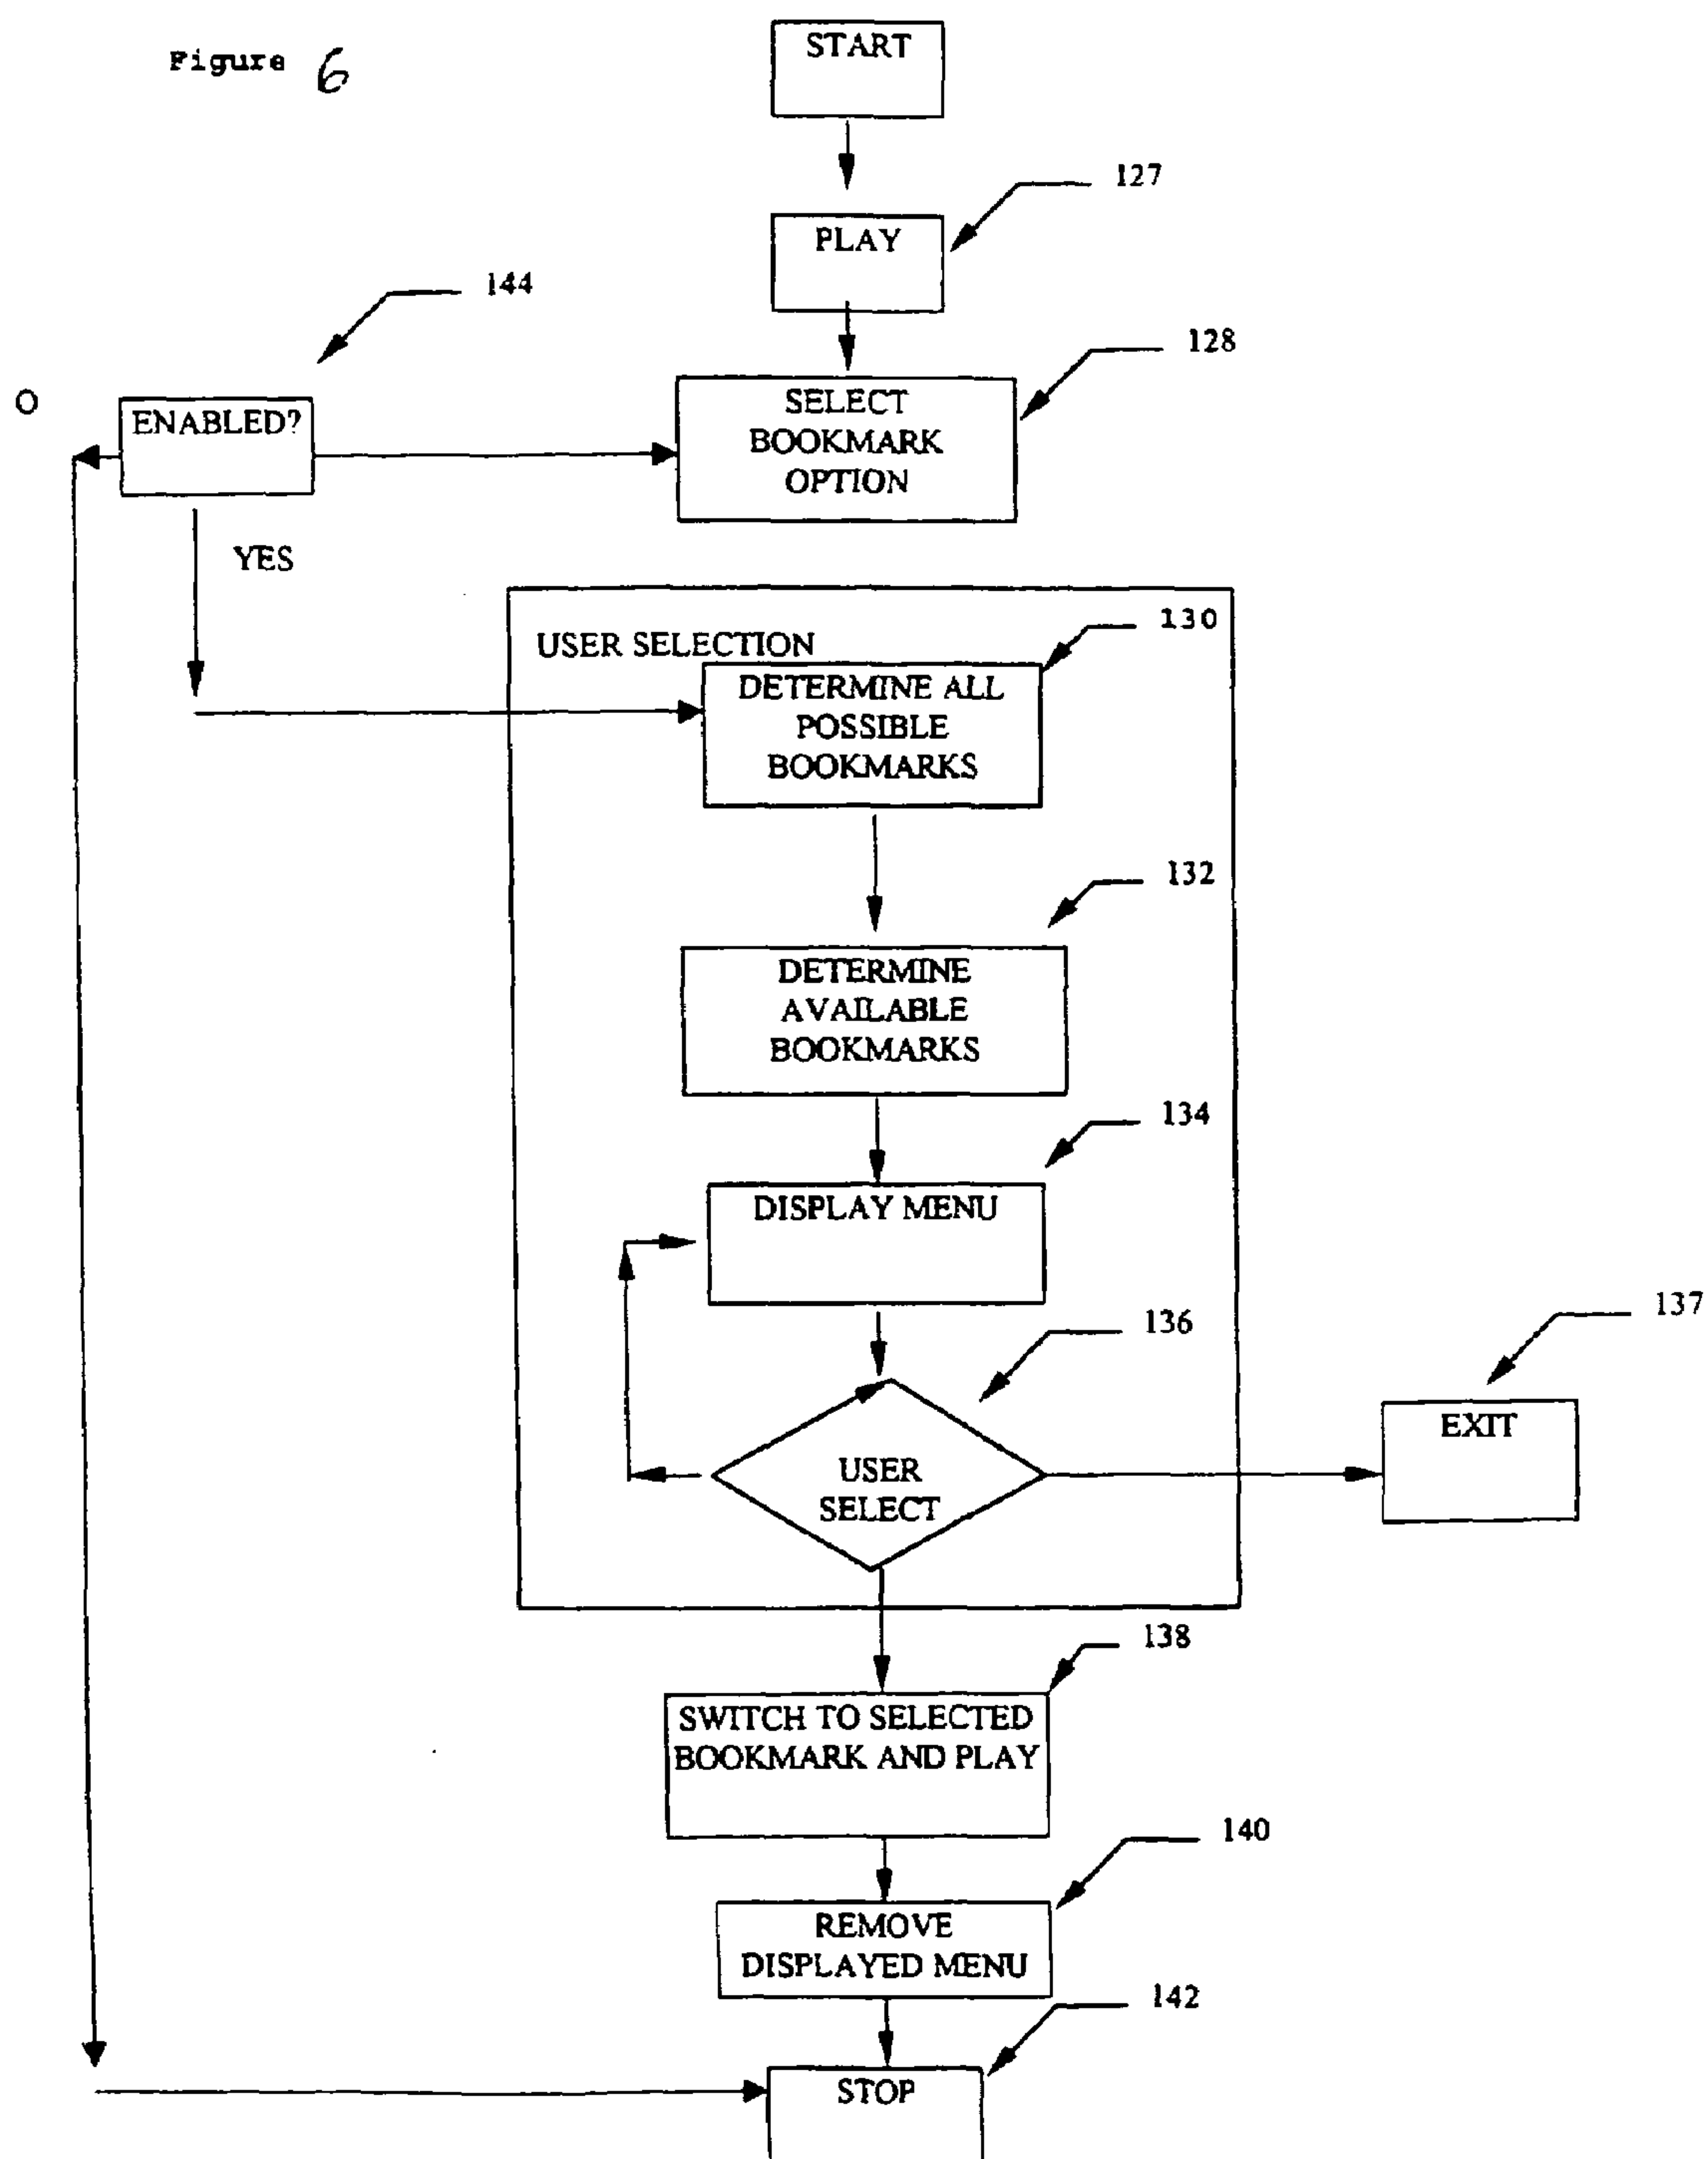 Figure 6
START
127
PLAY
144
128
O
ENABLED?
SELECT
BOOKMARK
OPTION
YES
130
USER SELECTION
DETERMINE ALL
POSSIBLE
BOOKMARKS
132
DETERMINE
AVAILABLE
BOOKMARKS
134
DISPLAY MENU
136
137
EXIT
USER
SELECT
138
SWITCH TO SELECTED
BOOKMARK AND PLAY
140
REMOVE
DISPLAYED MENU
142
STOP